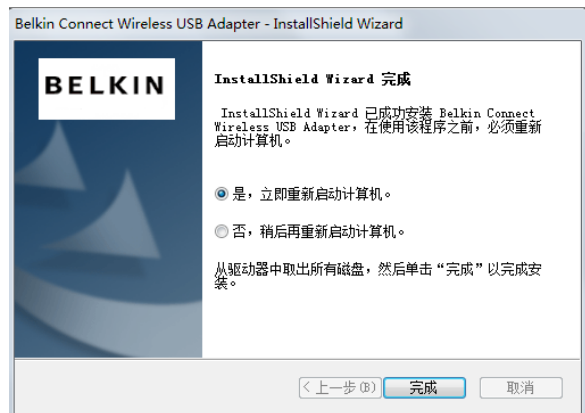 Belkin Connect Wireless USB Adapter - InstallShield Wizard
BELKIN
InstallShield Wizard 完成
InstallShield Wizard 已成功安装 Belkin Connect
Wireless USB Adapter，在使用该程序之前，必须重新
启动计算机。
是，立即重新启动计算机。
否，稍后再重新启动计算机。
从驱动器中取出所有磁盘，然后单击“完成”以完成安
装。
<上一步(B)
完成
取消